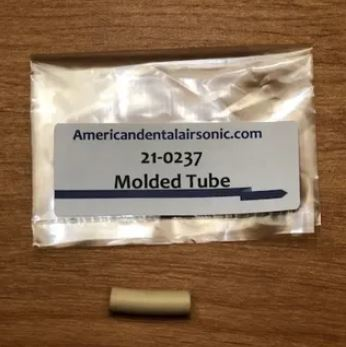 Americandentalairsonic.com
21-0237
Molded Tube